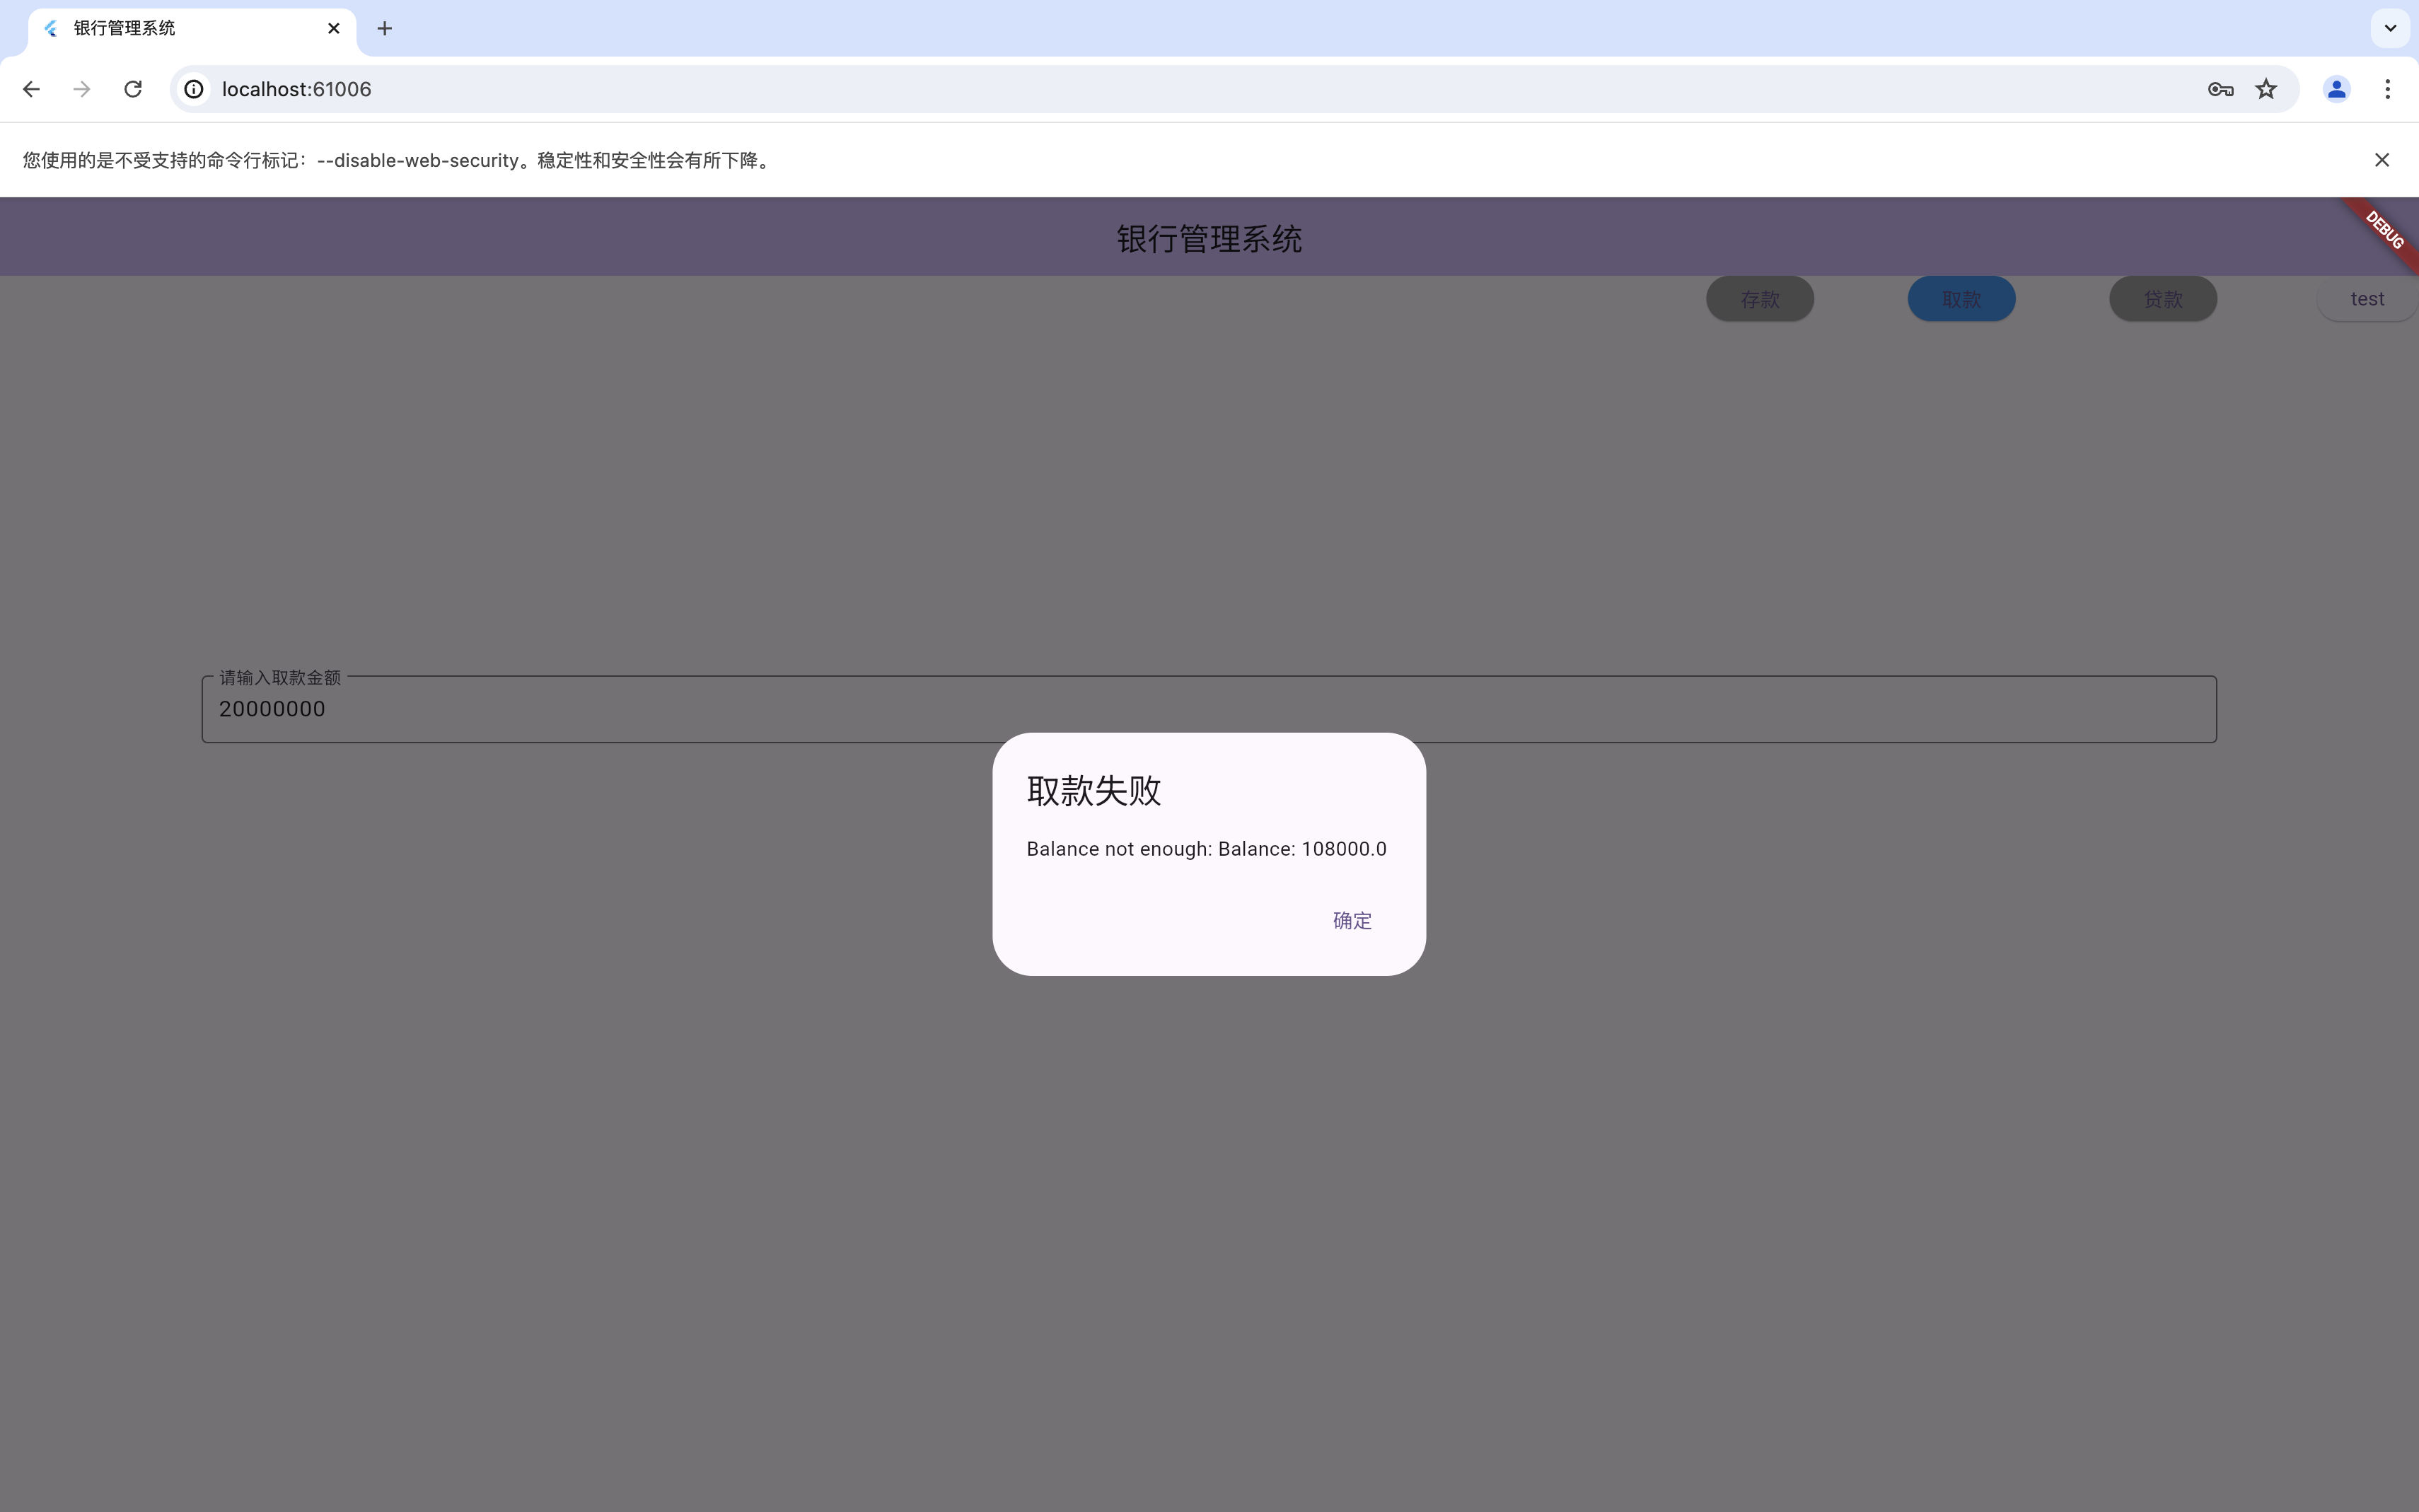 银行管理系统
localhost:61006
您使用的是不受支持的命令行标记：--disable-web-security。稳定性和安全性会有所下降。
银行管理系统
DEBUG
存款 取款 贷款 test
请输入取款金额
20000000
取款失败
Balance not enough: Balance: 108000.0
确定